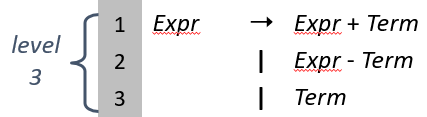 level
3
1 Expr → Expr + Term
2 | Expr - Term
3 | Term